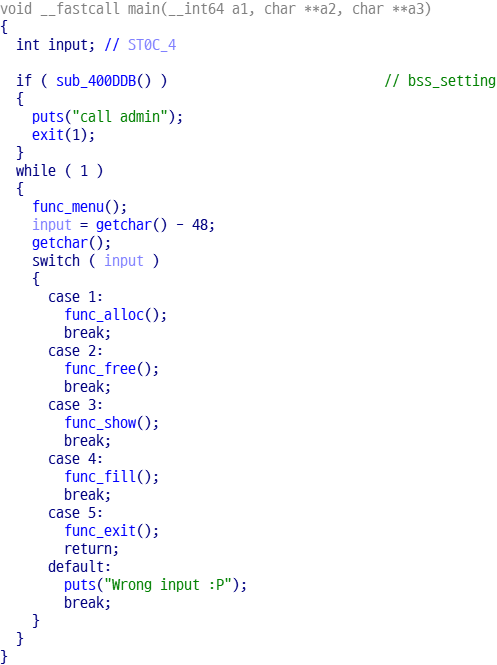 void __fastcall main(__int64 a1, char **a2, char **a3)
{
  int input; // ST0C_4

  if ( sub_400DDB() )                           // bss_setting
  {
    puts("call admin");
    exit(1);
  }
  while ( 1 )
  {
    func_menu();
    input = getchar() - 48;
    getchar();
    switch ( input )
    {
      case 1:
        func_alloc();
        break;
      case 2:
        func_free();
        break;
      case 3:
        func_show();
        break;
      case 4:
        func_fill();
        break;
      case 5:
        func_exit();
        return;
      default:
        puts("Wrong input :P");
        break;
    }
  }
}